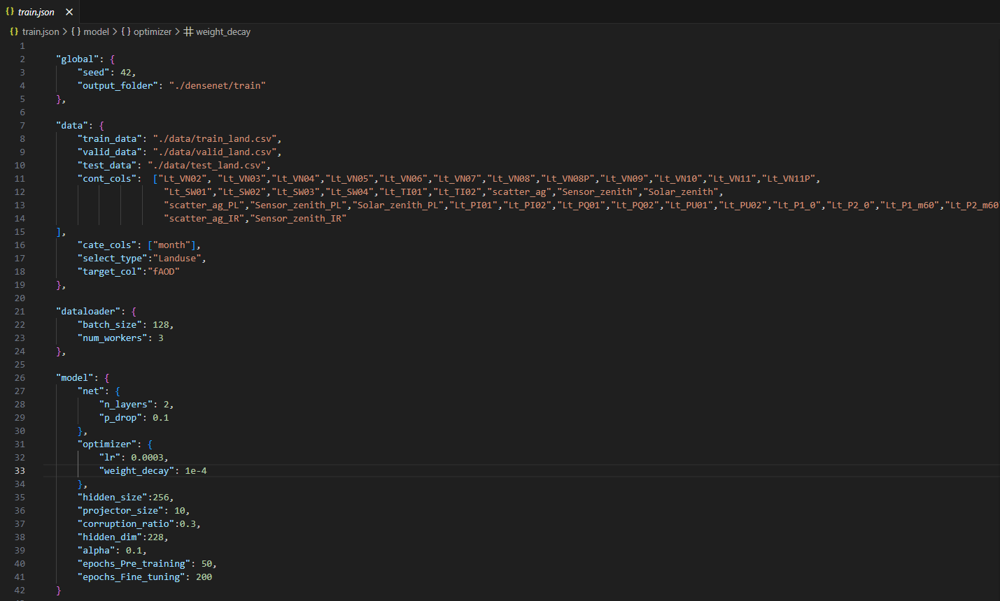 {} train.json ×
{} train.json > {} model > {} optimizer > # weight_decay
1
2 "global": {
3 "seed": 42,
4 "output_folder": "./densenet/train"
5 },
6
7 "data": {
8 "train_data": "./data/train_land.csv",
9 "valid_data": "./data/valid_land.csv",
10 "test_data": "./data/test_land.csv",
11 "cont_cols":  ["Lt_VN02", "Lt_VN03","Lt_VN04","Lt_VN05","Lt_VN06","Lt_VN07","Lt_VN08","Lt_VN08P","Lt_VN09","Lt_VN10","Lt_VN11","Lt_VN11P",
12 "Lt_SW01","Lt_SW02","Lt_SW03","Lt_SW04","Lt_TI01","Lt_TI02","scatter_ag","Sensor_zenith","Solar_zenith",
13 "scatter_ag_PL","Sensor_zenith_PL","Solar_zenith_PL","Lt_PI01","Lt_PI02","Lt_PQ01","Lt_PQ02","Lt_PU01","Lt_PU02","Lt_P1_0","Lt_P2_0","Lt_P1_m60","Lt_P2_m60
14 "scatter_ag_IR","Sensor_zenith_IR"
15 ],
16 "cate_cols": ["month"],
17 "select_type":"Landuse",
18 "target_col":"fAOD"
19 },
20
21 "dataloader": {
22 "batch_size": 128,
23 "num_workers": 3
24 },
25
26 "model": {
27 "net": {
28 "n_layers": 2,
29 "p_drop": 0.1
30 },
31 "optimizer": {
32 "lr": 0.0003,
33 "weight_decay": 1e-4
34 },
35 "hidden_size":256,
36 "projector_size": 10,
37 "corruption_ratio":0.3,
38 "hidden_dim":228,
39 "alpha": 0.1,
40 "epochs_Pre_training": 50,
41 "epochs_Fine_tuning": 200
42 }